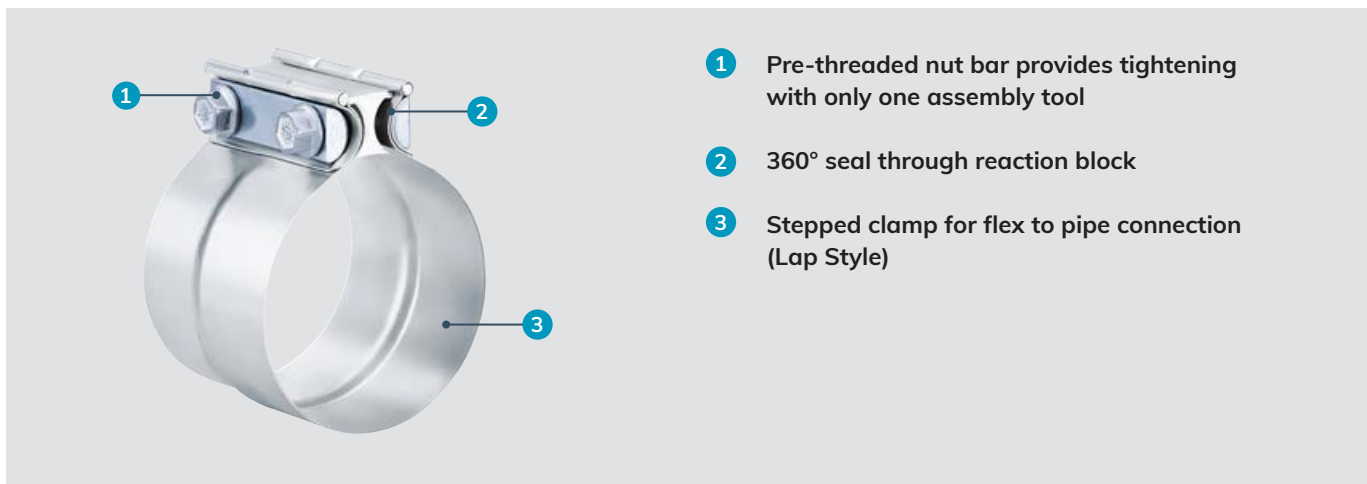 1
2
3
1 Pre-threaded nut bar provides tightening
with only one assembly tool
2 360° seal through reaction block
3 Stepped clamp for flex to pipe connection
(Lap Style)